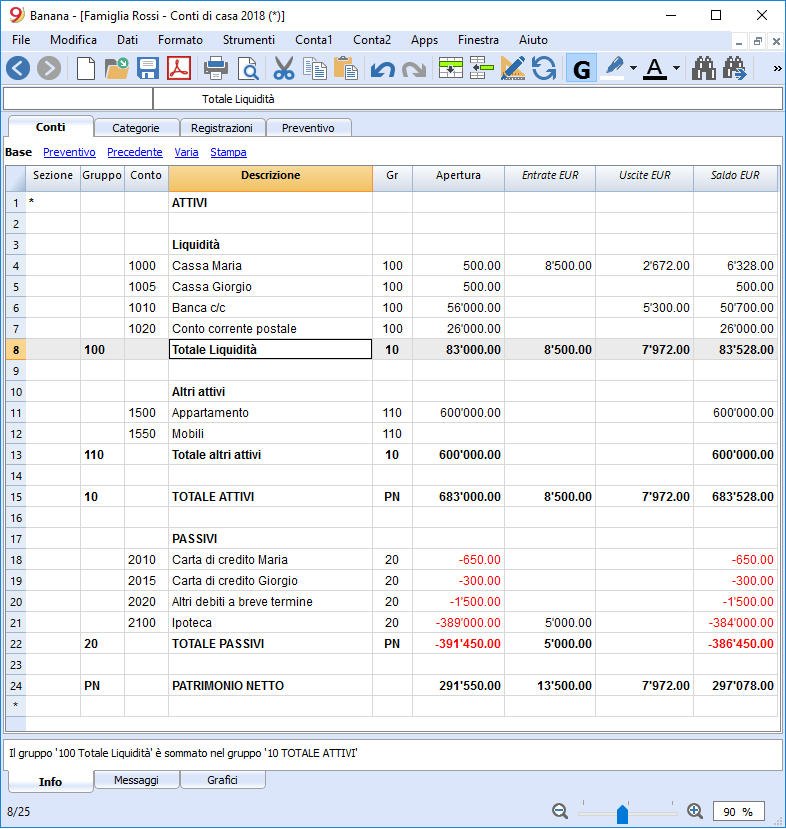 Banana - [Famiglia Rossi - Conti di casa 2018 (*)]
File Modifica Dati Formato Strumenti Conta1 Conta2 Apps Finestra Aiuto
G A »
Totale Liquidità
Conti Categorie Registrazioni Preventivo
Base Preventivo Precedente Varia Stampa
Sezione Gruppo Conto Descrizione Gr Apertura Entrate EUR Uscite EUR Saldo EUR
1 * ATTIVI
2
3 Liquidità
4 1000 Cassa Maria 100 500.00 8'500.00 2'672.00 6'328.00
5 1005 Cassa Giorgio 100 500.00 500.00
6 1010 Banca c/c 100 56'000.00 5'300.00 50'700.00
7 1020 Conto corrente postale 100 26'000.00 26'000.00
8 100 Totale Liquidità 10 83'000.00 8'500.00 7'972.00 83'528.00
9
10 Altri attivi
11 1500 Appartamento 110 600'000.00 600'000.00
12 1550 Mobili 110
13 110 Totale altri attivi 10 600'000.00 600'000.00
14
15 10 TOTALE ATTIVI PN 683'000.00 8'500.00 7'972.00 683'528.00
16
17 PASSIVI
18 2010 Carta di credito Maria 20 -650.00 -650.00
19 2015 Carta di credito Giorgio 20 -300.00 -300.00
20 2020 Altri debiti a breve termine 20 -1'500.00 -1'500.00
21 2100 Ipoteca 20 -389'000.00 5'000.00 -384'000.00
22 20 TOTALE PASSIVI PN -391'450.00 5'000.00 -386'450.00
23
24 PN PATRIMONIO NETTO 291'550.00 13'500.00 7'972.00 297'078.00
*
Il gruppo '100 Totale Liquidità' è sommato nel gruppo '10 TOTALE ATTIVI'
Info Messaggi Grafici
8/25 90 %